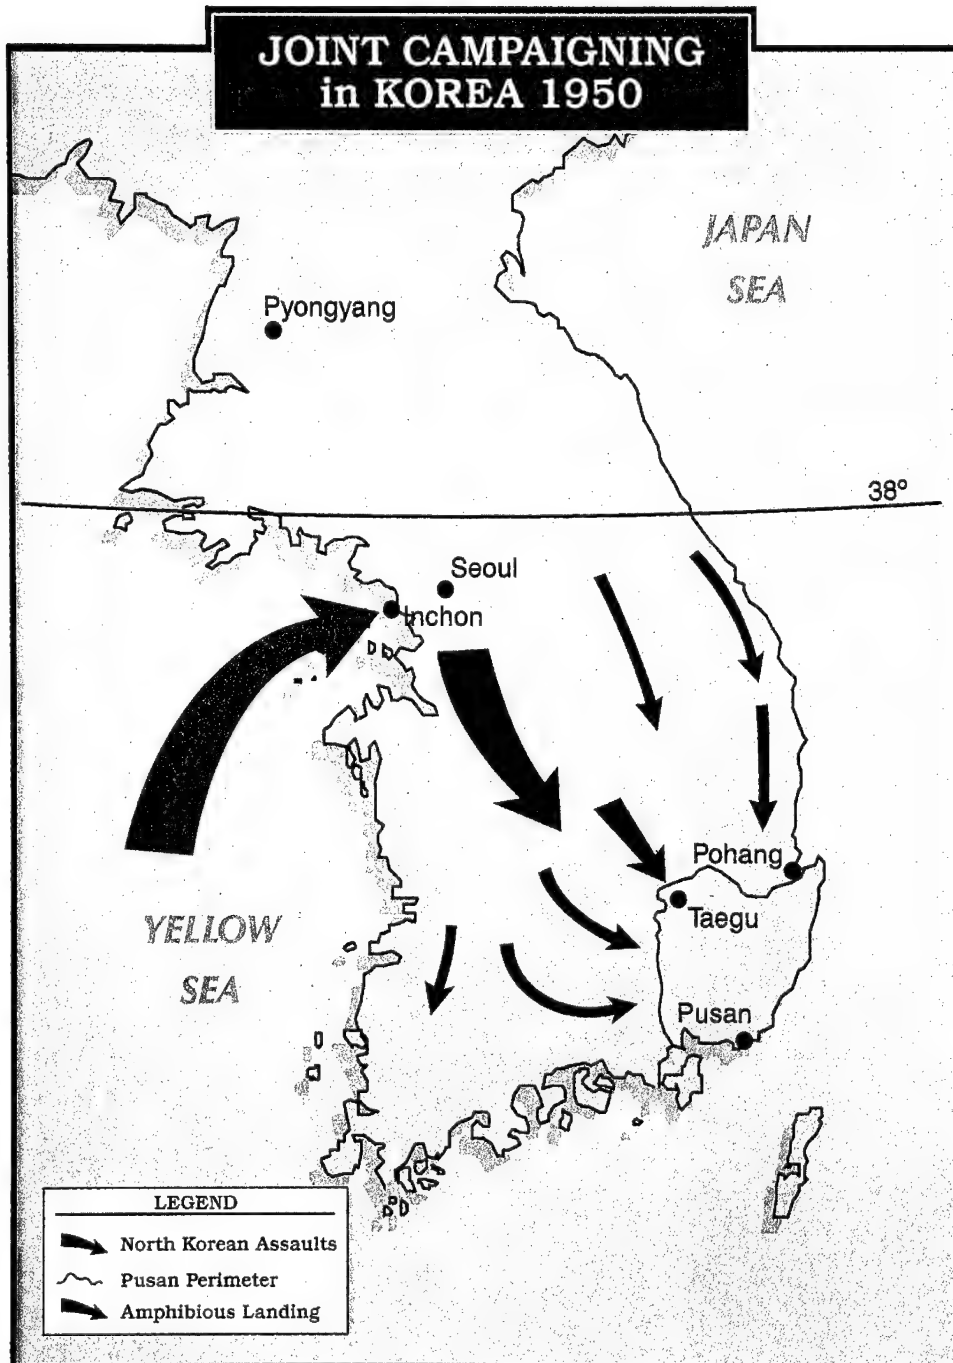 JOINT CAMPAIGNING
in KOREA 1950
JAPAN
SEA
Pyongyang
38°
Seoul
Inchon
Pohang
Taegu
YELLOW
SEA
Pusan
LEGEND
North Korean Assaults
Pusan Perimeter
Amphibious Landing